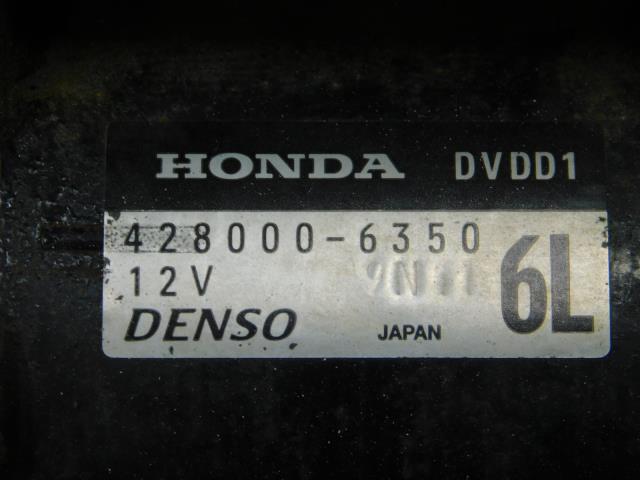 HONDA DVDD1
428000-6350
12V 6L
DENSO JAPAN